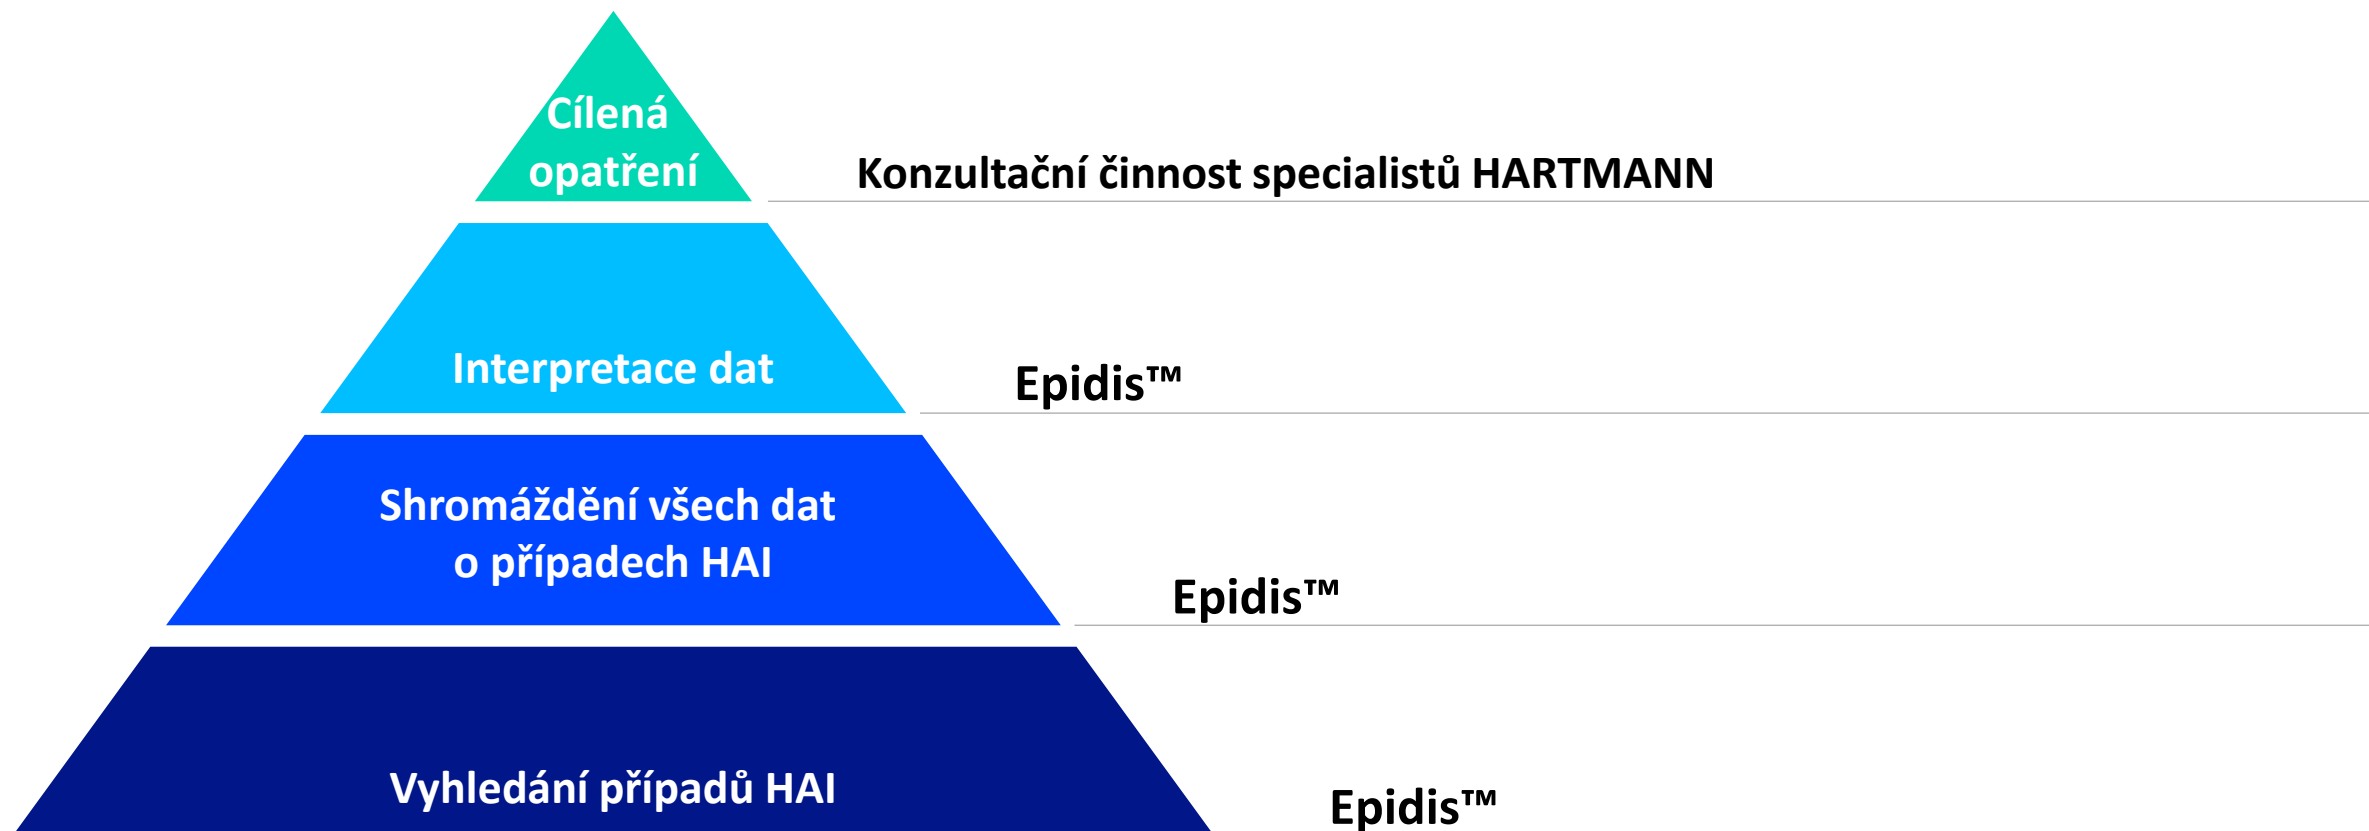 Cílená
opatření
Konzultační činnost specialistů HARTMANN
Interpretace dat
Epidis™
Shromáždění všech dat
o případech HAI
Epidis™
Vyhledání případů HAI
Epidis™